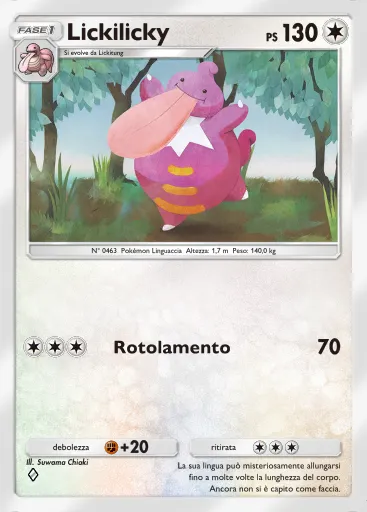 FASE 1 Lickilicky PS 130
Si evolve da Lickitung
N° 0463 Pokémon Linguaccia Altezza: 1,7 m Peso: 140,0 kg
Rotolamento 70
debolezza +20 ritirata
Ill. Suwama Chiaki
La sua lingua può misteriosamente allungarsi
fino a molte volte la lunghezza del corpo.
Ancora non si è capito come faccia.